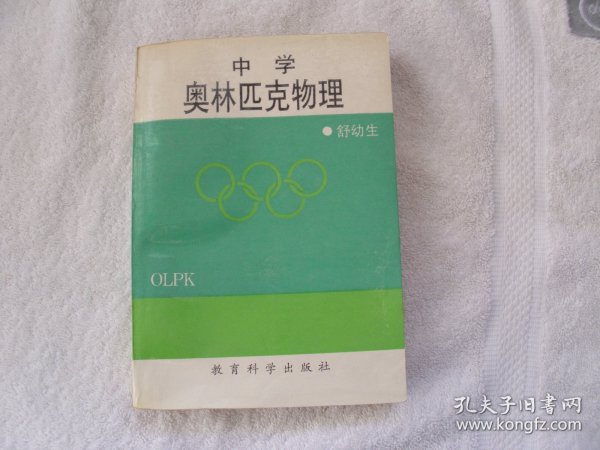 中学
奥林匹克物理
●舒幼生
OLPK
教育科学出版社
孔夫子旧书网
www.kongfz.com